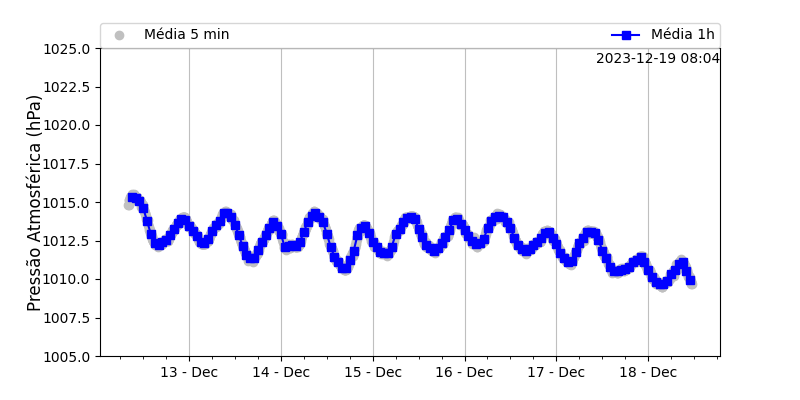 Média 5 min
Média 1h
2023-12-19 08:04
Pressão Atmosférica (hPa)
1025.0
1022.5
1020.0
1017.5
1015.0
1012.5
1010.0
1007.5
1005.0
13 - Dec
14 - Dec
15 - Dec
16 - Dec
17 - Dec
18 - Dec